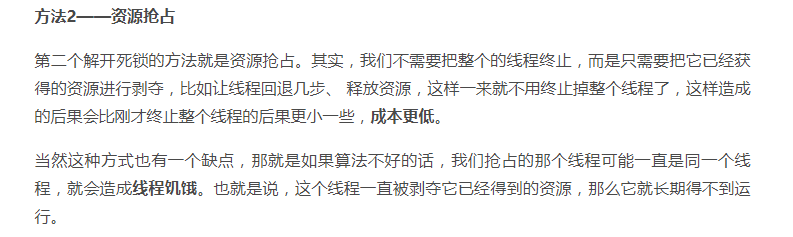 方法2——资源抢占
第二个解开死锁的方法就是资源抢占。其实，我们不需要把整个的线程终止，而是只需要把它已经获
得的资源进行剥夺，比如让线程回退几步、 释放资源，这样一来就不用终止掉整个线程了，这样造成
的后果会比刚才终止整个线程的后果更小一些，成本更低。
当然这种方式也有一个缺点，那就是如果算法不好的话，我们抢占的那个线程可能一直是同一个线
程，就会造成线程饥饿。也就是说，这个线程一直被剥夺它已经得到的资源，那么它就长期得不到运
行。